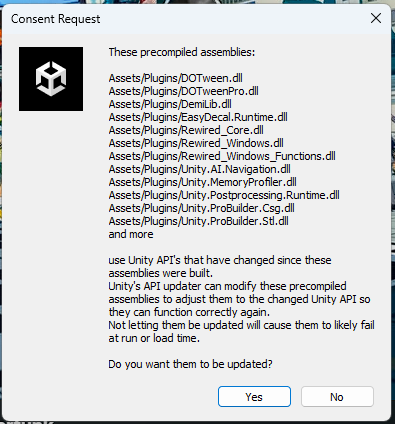 Consent Request
These precompiled assemblies:
Assets/Plugins/DOTween.dll
Assets/Plugins/DOTweenPro.dll
Assets/Plugins/DemiLib.dll
Assets/Plugins/EasyDecal.Runtime.dll
Assets/Plugins/Rewired_Core.dll
Assets/Plugins/Rewired_Windows.dll
Assets/Plugins/Rewired_Windows_Functions.dll
Assets/Plugins/Unity.AI.Navigation.dll
Assets/Plugins/Unity.MemoryProfiler.dll
Assets/Plugins/Unity.Postprocessing.Runtime.dll
Assets/Plugins/Unity.ProBuilder.Csg.dll
Assets/Plugins/Unity.ProBuilder.Stl.dll
and more
use Unity API's that have changed since these
assemblies were built.
Unity's API updater can modify these precompiled
assemblies to adjust them to the changed Unity API so
they can function correctly again.
Not letting them be updated will cause them to likely fail
at run or load time.
Do you want them to be updated?
Yes
No